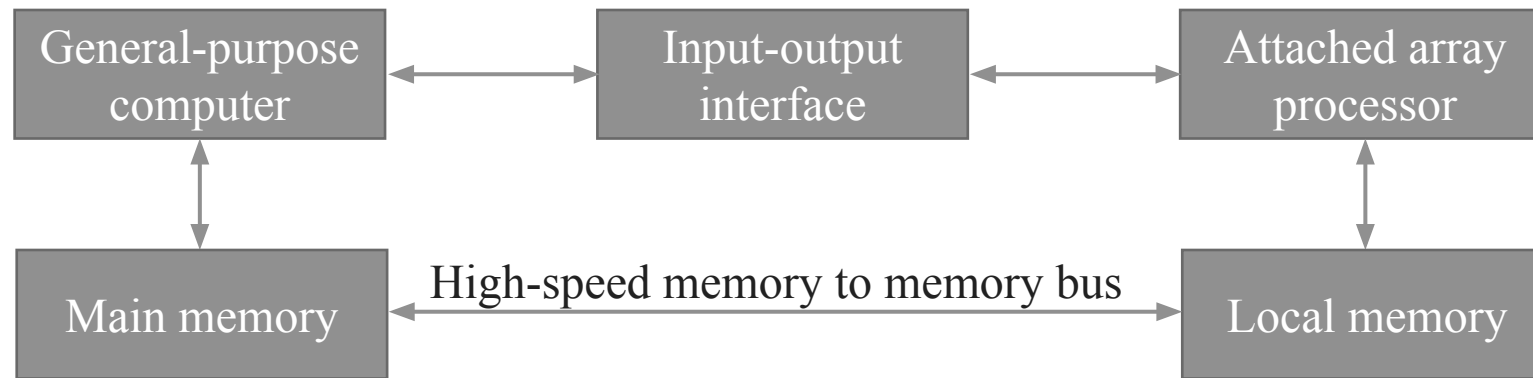 General-purpose
computer
Input-output
interface
Attached array
processor
Main memory
High-speed memory to memory bus
Local memory